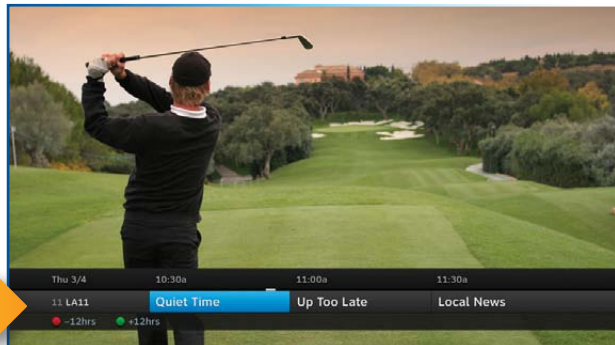 Thu 3/4 10:30a 11:00a 11:30a
11 LA11 Quiet Time Up Too Late Local News
-12hrs +12hrs